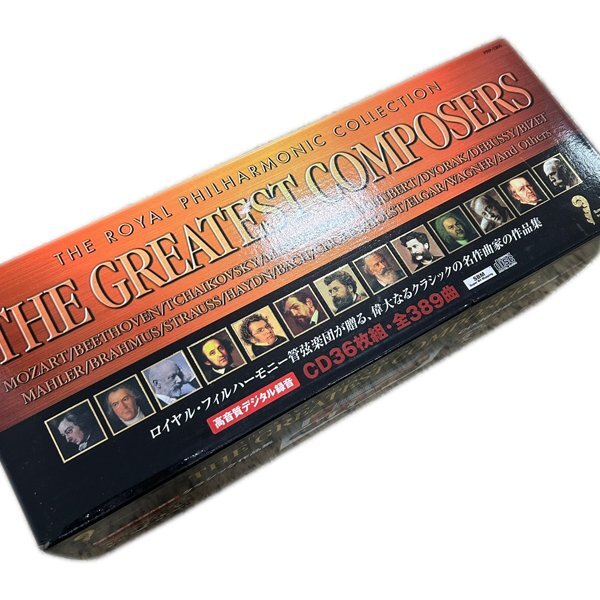 THE ROYAL PHILHARMONIC COLLECTION
THE GREATEST COMPOSERS
MOZART/BEETHOVEN/TCHAIKOVSKY/ SCHUBERT/DVORAK/DEBUSSY/BIZET
MAHLER/BRAHMUS/STRAUSS/HAYDN/BACH/ HOLST/ELGAR/WAGNER/and Others
ロイヤル・フィルハーモニー管弦楽団が贈る、偉大なるクラシックの名作曲家の作品集
高音質デジタル録音 CD36枚組・全389曲
SBM
THE GREATEST